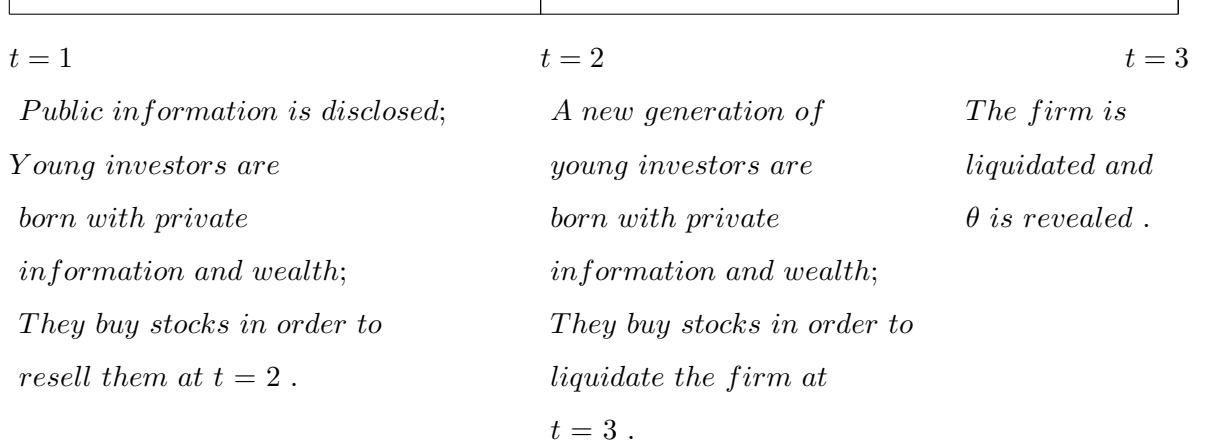 t = 1
Public information is disclosed;
Young investors are
born with private
information and wealth;
They buy stocks in order to
resell them at t = 2 .
t = 2
A new generation of
young investors are
born with private
information and wealth;
They buy stocks in order to
liquidate the firm at
t = 3 .
t = 3
The firm is
liquidated and
θ is revealed .